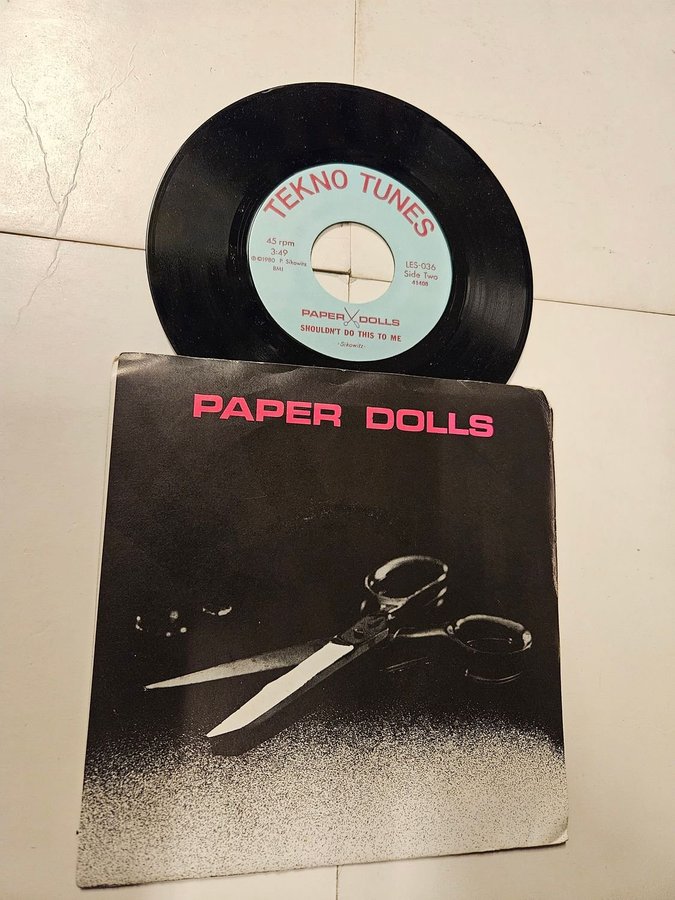 TEKNO TUNES
45 rpm
3:49
℗©1980 P. Sikowitz
BMI
LES-036
Side Two
41408
PAPER DOLLS
SHOULDN'T DO THIS TO ME
-Sikowitz-
PAPER DOLLS